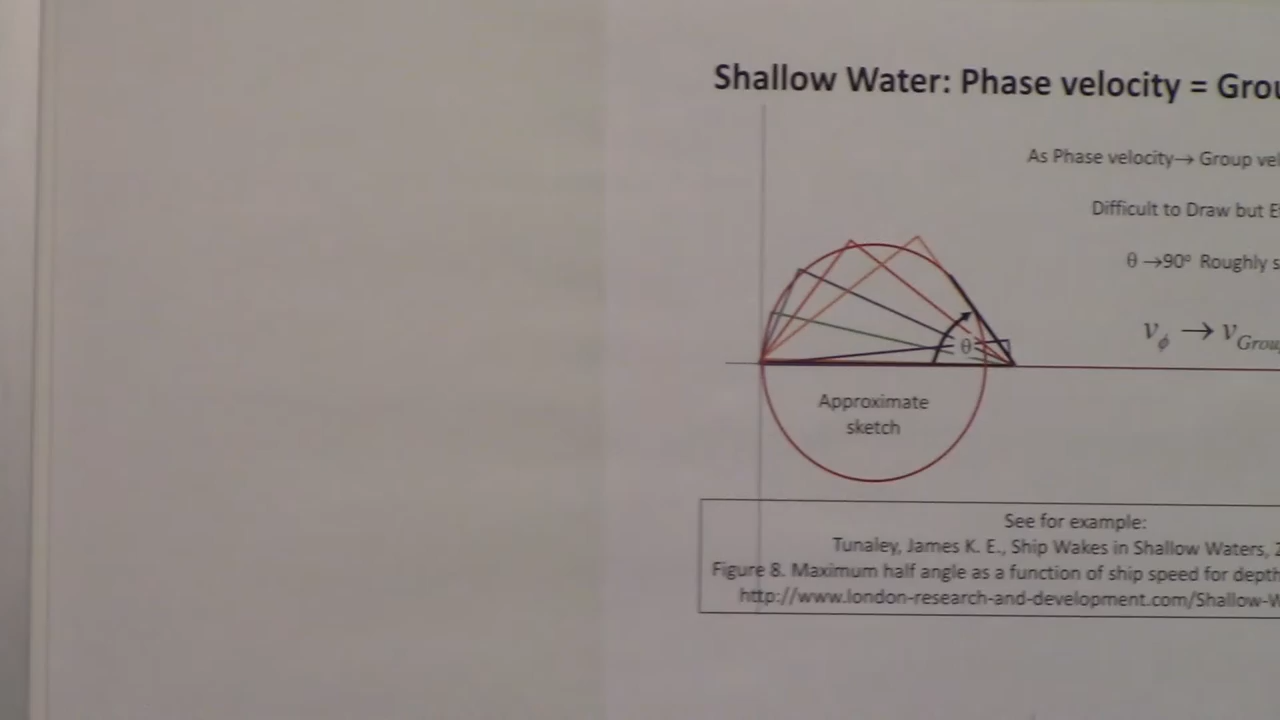 Shallow Water: Phase velocity = Grou
As Phase velocity→ Group vel
Difficult to Draw but E
θ →90° Roughly s
v𝜙 → vGrou
θ
Approximate
sketch
See for example:
Tunaley, James K. E., Ship Wakes in Shallow Waters,
Figure 8. Maximum half angle as a function of ship speed for depth
http://www.london-research-and-development.com/Shallow-W